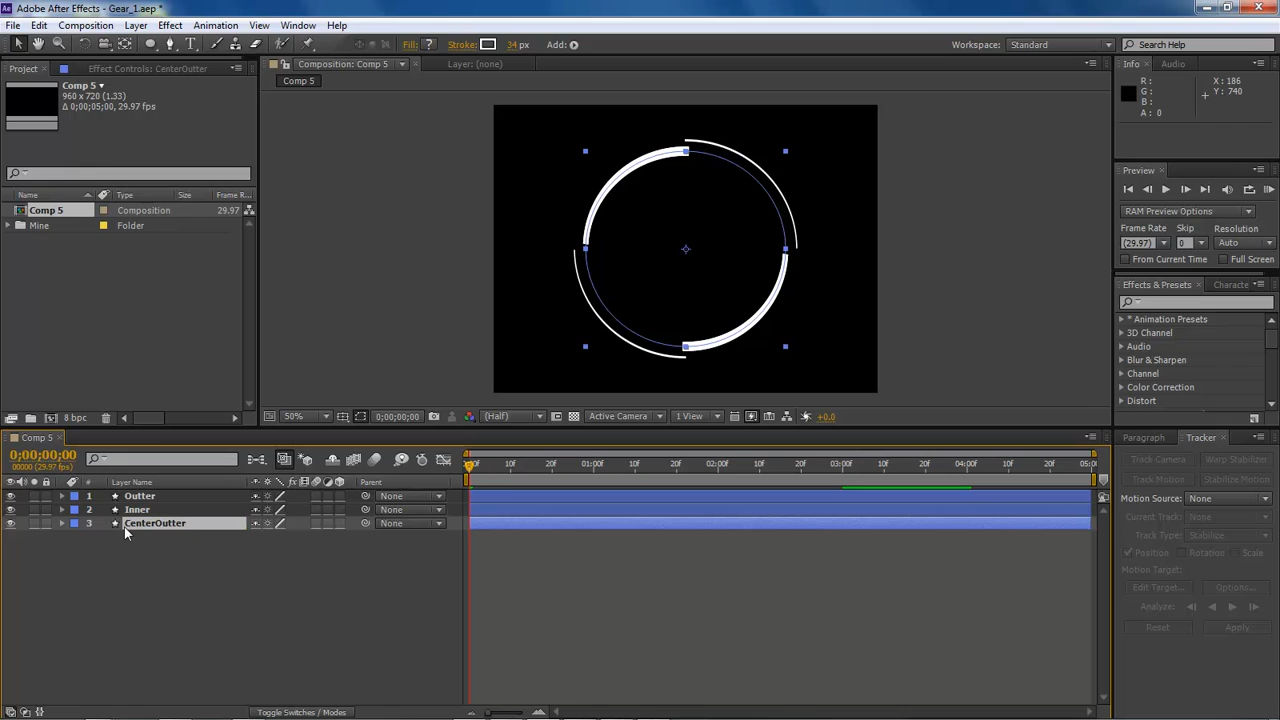 Adobe After Effects - Gear_1.aep *
File Edit Composition Layer Effect Animation View Window Help
Fill: ? Stroke: 34 px Add:
Workspace: Standard
Search Help
Project Effect Controls: CenterOutter
Comp 5
960 x 720 (1.33)
Δ 0;00;05;00, 29.97 fps
Name Type Size Frame R...
Comp 5 Composition 29.97
Mine Folder
8 bpc
Composition: Comp 5 Layer: (none)
Comp 5
50% 0;00;00;00 (Half) Active Camera 1 View +0.0
Info Audio
R: X: 186
G: Y: 740
B:
A: 0
Preview
RAM Preview Options
Frame Rate Skip Resolution
(29.97) 0 Auto
From Current Time Full Screen
Effects & Presets Characte
* Animation Presets
3D Channel
Audio
Blur & Sharpen
Channel
Color Correction
Distort
Paragraph Tracker
Track Camera Warp Stabilizer
Track Motion Stabilize Motion
Motion Source: None
Current Track: None
Track Type: Stabilize
Position Rotation Scale
Motion Target:
Edit Target... Options...
Analyze:
Reset Apply
Comp 5
0;00;00;00
00000 (29.97 fps)
# Layer Name fx Parent
1 Outter None
2 Inner None
3 CenterOutter None
:00f 10f 20f 01:00f 10f 20f 02:00f 10f 20f 03:00f 10f 20f 04:00f 10f 20f 05:0
Toggle Switches / Modes